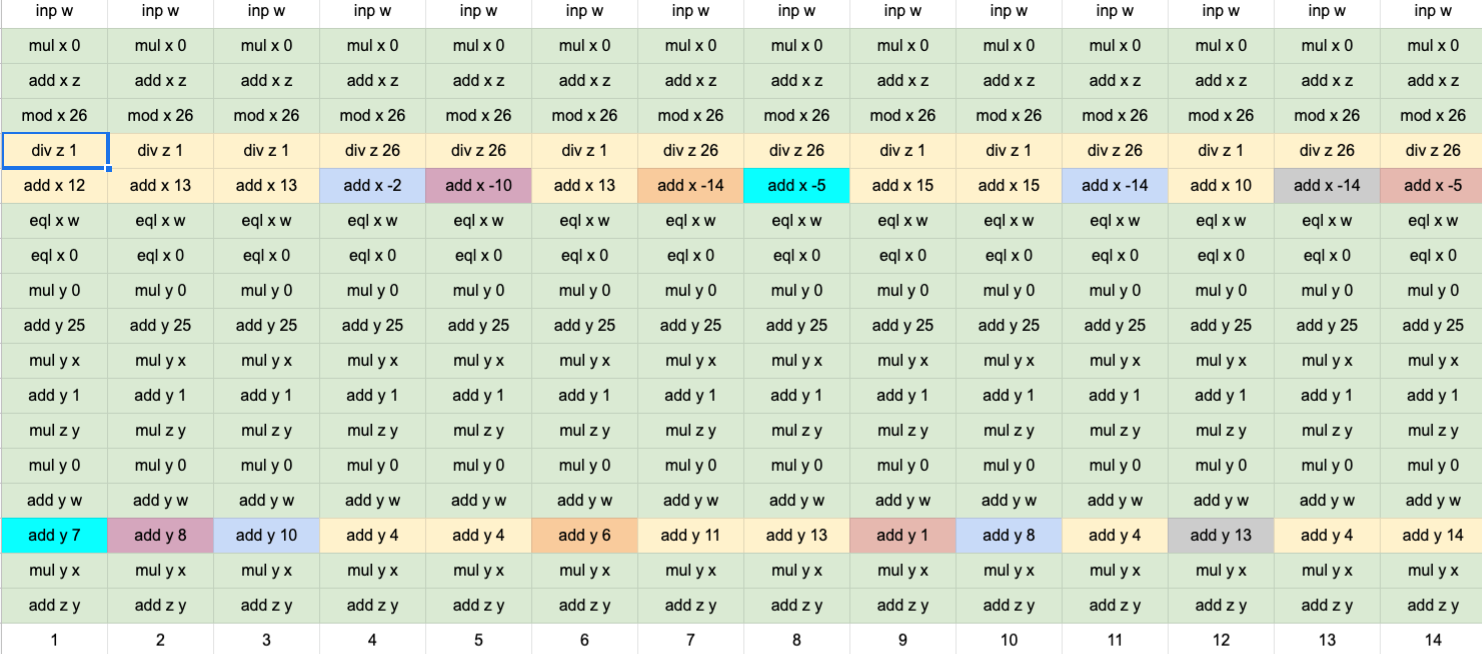 inp w inp w inp w inp w inp w inp w inp w inp w inp w inp w inp w inp w inp w inp w
mul x 0 mul x 0 mul x 0 mul x 0 mul x 0 mul x 0 mul x 0 mul x 0 mul x 0 mul x 0 mul x 0 mul x 0 mul x 0 mul x 0
add x z add x z add x z add x z add x z add x z add x z add x z add x z add x z add x z add x z add x z add x z
mod x 26 mod x 26 mod x 26 mod x 26 mod x 26 mod x 26 mod x 26 mod x 26 mod x 26 mod x 26 mod x 26 mod x 26 mod x 26 mod x 26
div z 1 div z 1 div z 1 div z 26 div z 26 div z 1 div z 26 div z 26 div z 1 div z 1 div z 26 div z 1 div z 26 div z 26
add x 12 add x 13 add x 13 add x -2 add x -10 add x 13 add x -14 add x -5 add x 15 add x 15 add x -14 add x 10 add x -14 add x -5
eql x w eql x w eql x w eql x w eql x w eql x w eql x w eql x w eql x w eql x w eql x w eql x w eql x w eql x w
eql x 0 eql x 0 eql x 0 eql x 0 eql x 0 eql x 0 eql x 0 eql x 0 eql x 0 eql x 0 eql x 0 eql x 0 eql x 0 eql x 0
mul y 0 mul y 0 mul y 0 mul y 0 mul y 0 mul y 0 mul y 0 mul y 0 mul y 0 mul y 0 mul y 0 mul y 0 mul y 0 mul y 0
add y 25 add y 25 add y 25 add y 25 add y 25 add y 25 add y 25 add y 25 add y 25 add y 25 add y 25 add y 25 add y 25 add y 25
mul y x mul y x mul y x mul y x mul y x mul y x mul y x mul y x mul y x mul y x mul y x mul y x mul y x mul y x
add y 1 add y 1 add y 1 add y 1 add y 1 add y 1 add y 1 add y 1 add y 1 add y 1 add y 1 add y 1 add y 1 add y 1
mul z y mul z y mul z y mul z y mul z y mul z y mul z y mul z y mul z y mul z y mul z y mul z y mul z y mul z y
mul y 0 mul y 0 mul y 0 mul y 0 mul y 0 mul y 0 mul y 0 mul y 0 mul y 0 mul y 0 mul y 0 mul y 0 mul y 0 mul y 0
add y w add y w add y w add y w add y w add y w add y w add y w add y w add y w add y w add y w add y w add y w
add y 7 add y 8 add y 10 add y 4 add y 4 add y 6 add y 11 add y 13 add y 1 add y 8 add y 4 add y 13 add y 4 add y 14
mul y x mul y x mul y x mul y x mul y x mul y x mul y x mul y x mul y x mul y x mul y x mul y x mul y x mul y x
add z y add z y add z y add z y add z y add z y add z y add z y add z y add z y add z y add z y add z y add z y
1 2 3 4 5 6 7 8 9 10 11 12 13 14